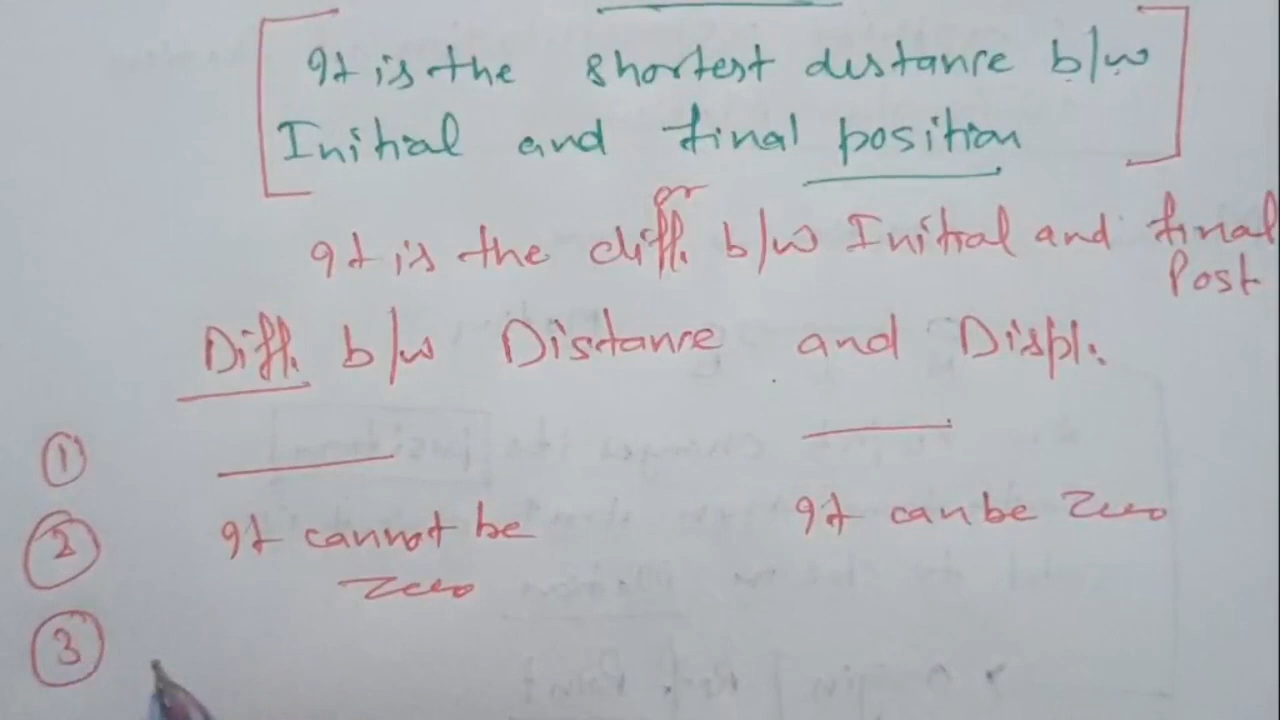 It is the shortest distance b/w
Initial and final position
or
It is the diff. b/w Initial and final
Post
Diff. b/w Distance and Displ.
①
② It cannot be It can be zero
zero
③